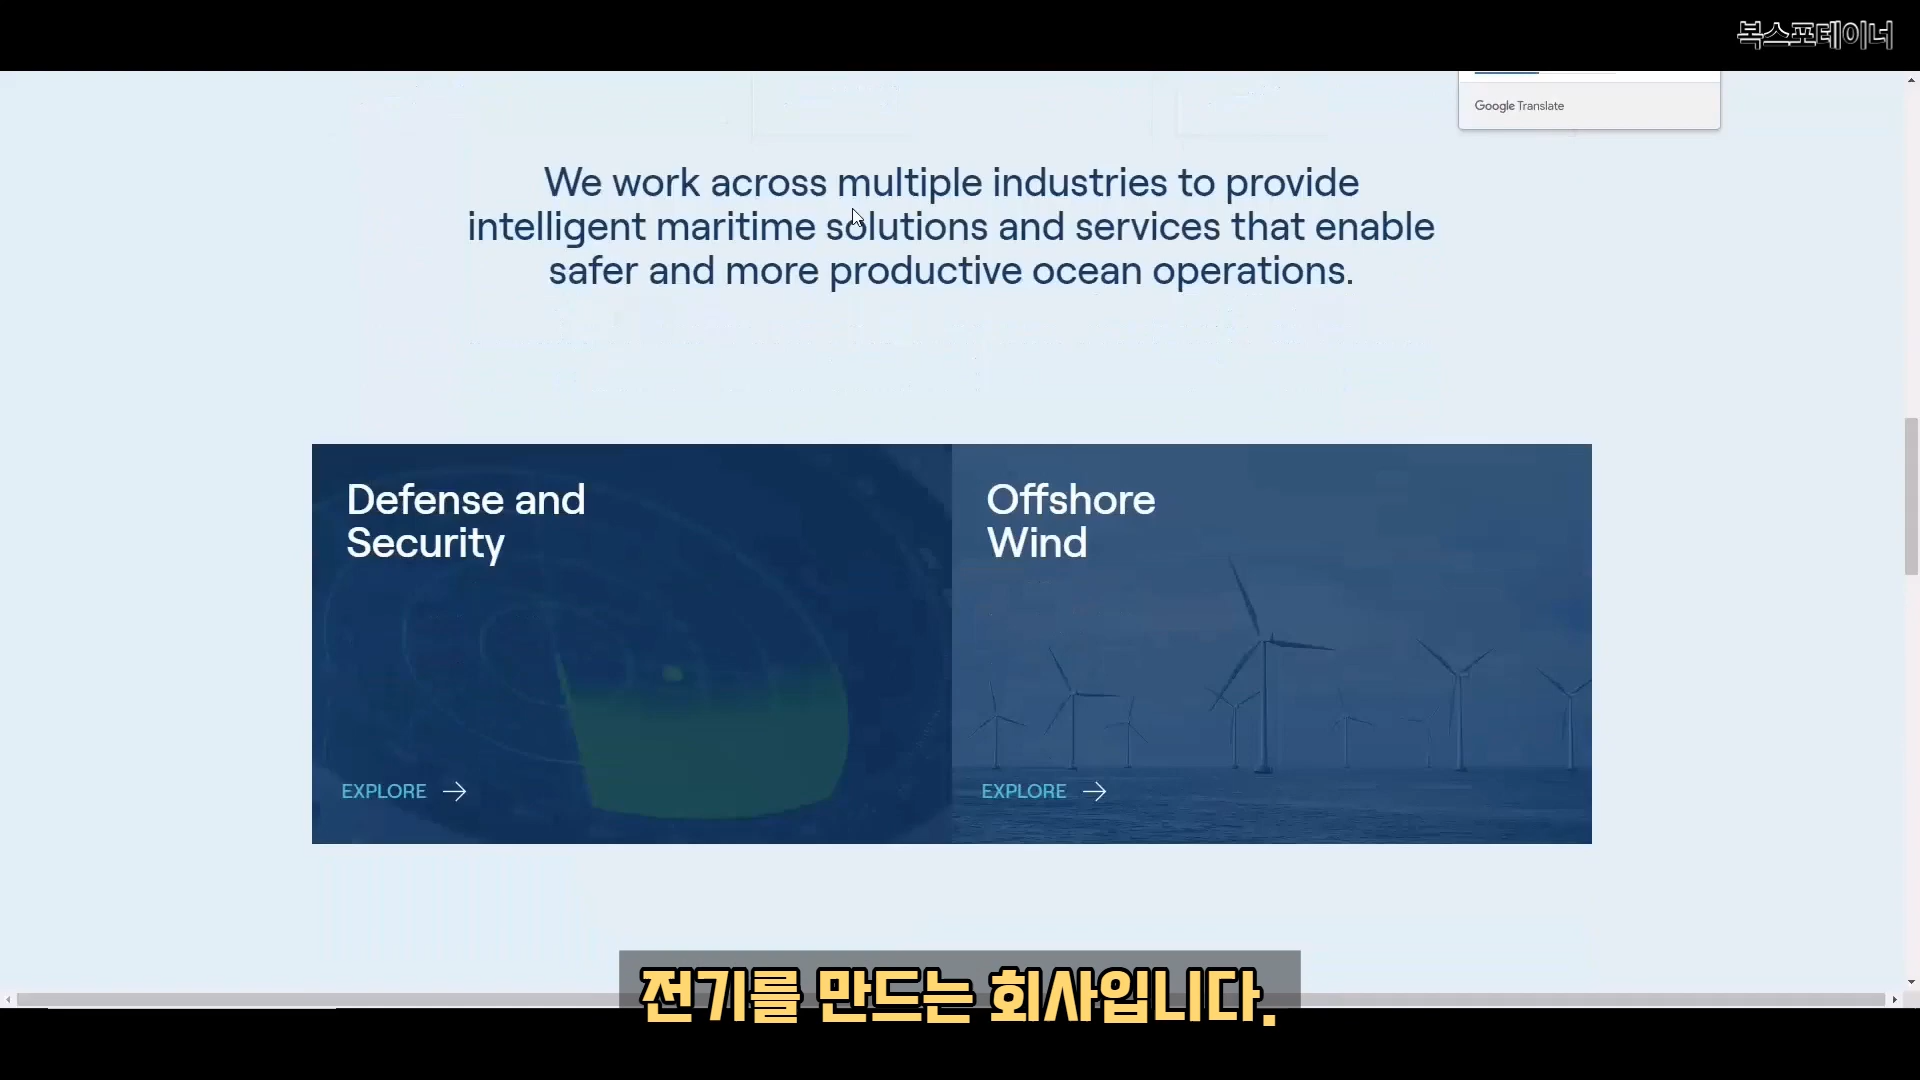 복스포테이너
Google Translate
We work across multiple industries to provide
intelligent maritime solutions and services that enable
safer and more productive ocean operations.
Defense and
Security
EXPLORE
Offshore
Wind
EXPLORE
전기를 만드는 회사입니다.